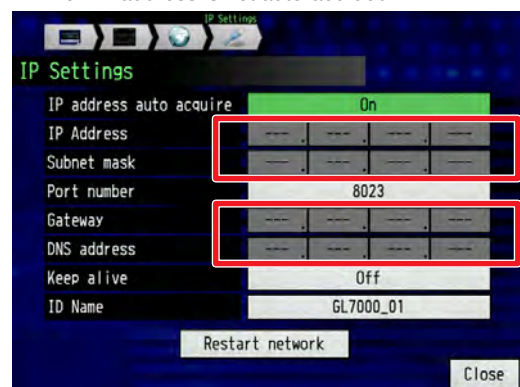 IP Settings
IP Settings
IP address auto acquire On
IP Address --- . --- . --- . ---
Subnet mask --- . --- . --- . ---
Port number 8023
Gateway --- . --- . --- . ---
DNS address --- . --- . --- . ---
Keep alive Off
ID Name GL7000_01
Restart network
Close